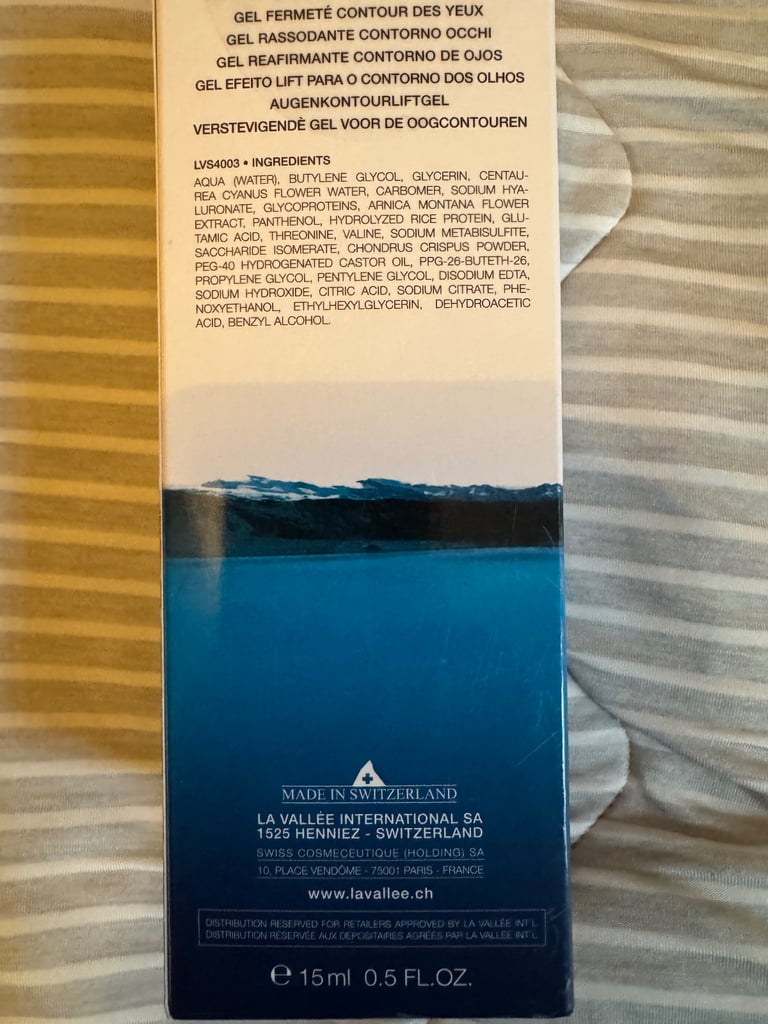 GEL FERMETÉ CONTOUR DES YEUX
GEL RASSODANTE CONTORNO OCCHI
GEL REAFIRMANTE CONTORNO DE OJOS
GEL EFEITO LIFT PARA O CONTORNO DOS OLHOS
AUGENKONTOURLIFTGEL
VERSTEVIGENDÈ GEL VOOR DE OOGCONTOUREN
LVS4003 • INGREDIENTS
AQUA (WATER), BUTYLENE GLYCOL, GLYCERIN, CENTAU-
REA CYANUS FLOWER WATER, CARBOMER, SODIUM HYA-
LURONATE, GLYCOPROTEINS, ARNICA MONTANA FLOWER
EXTRACT, PANTHENOL, HYDROLYZED RICE PROTEIN, GLU-
TAMIC ACID, THREONINE, VALINE, SODIUM METABISULFITE,
SACCHARIDE ISOMERATE, CHONDRUS CRISPUS POWDER,
PEG-40 HYDROGENATED CASTOR OIL, PPG-26-BUTETH-26,
PROPYLENE GLYCOL, PENTYLENE GLYCOL, DISODIUM EDTA,
SODIUM HYDROXIDE, CITRIC ACID, SODIUM CITRATE, PHE-
NOXYETHANOL, ETHYLHEXYLGLYCERIN, DEHYDROACETIC
ACID, BENZYL ALCOHOL.
MADE IN SWITZERLAND
LA VALLÉE INTERNATIONAL SA
1525 HENNIEZ - SWITZERLAND
SWISS COSMECEUTIQUE (HOLDING) SA
10, PLACE VENDÔME - 75001 PARIS - FRANCE
www.lavallee.ch
DISTRIBUTION RESERVED FOR RETAILERS APPROVED BY LA VALLÉE INT'L
DISTRIBUTION RÉSERVÉE AUX DÉPOSITAIRES AGRÉÉS PAR LA VALLÉE INT'L
℮ 15ml 0.5 FL.OZ.